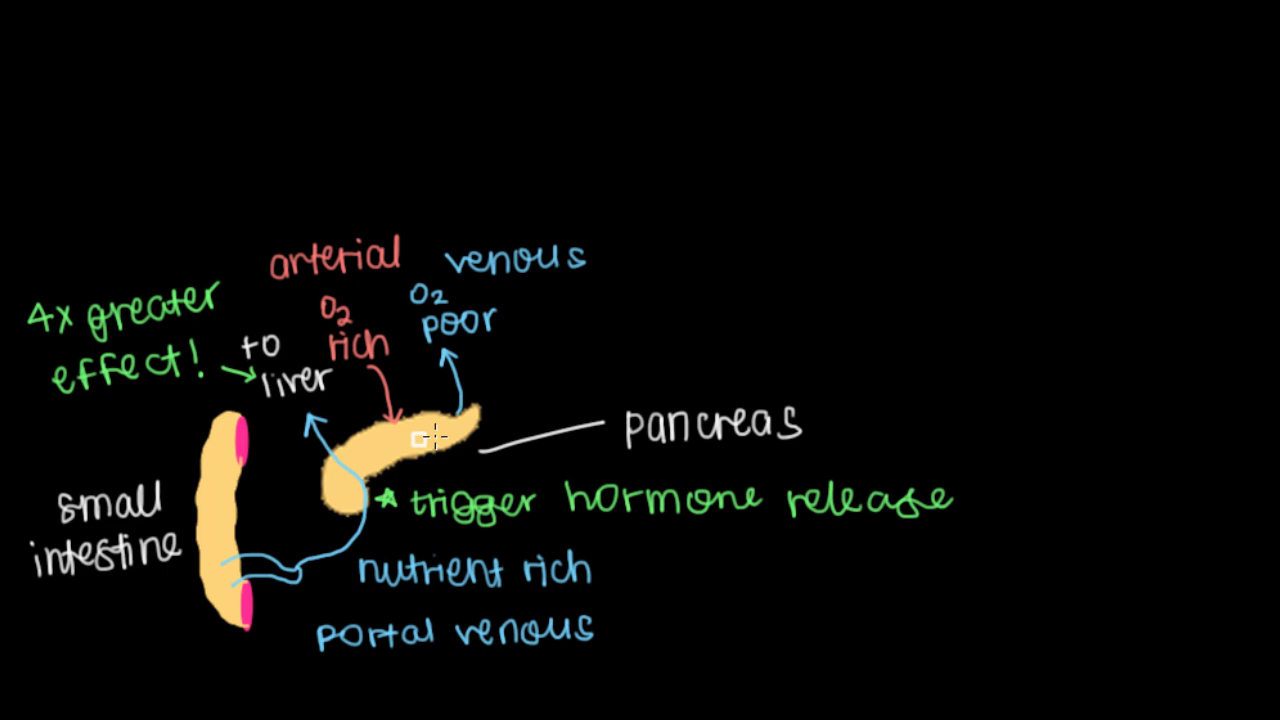 arterial
venous
4x greater
effect!
O2
rich
O2
poor
to
liver
pancreas
small
intestine
* trigger hormone release
nutrient rich
portal venous